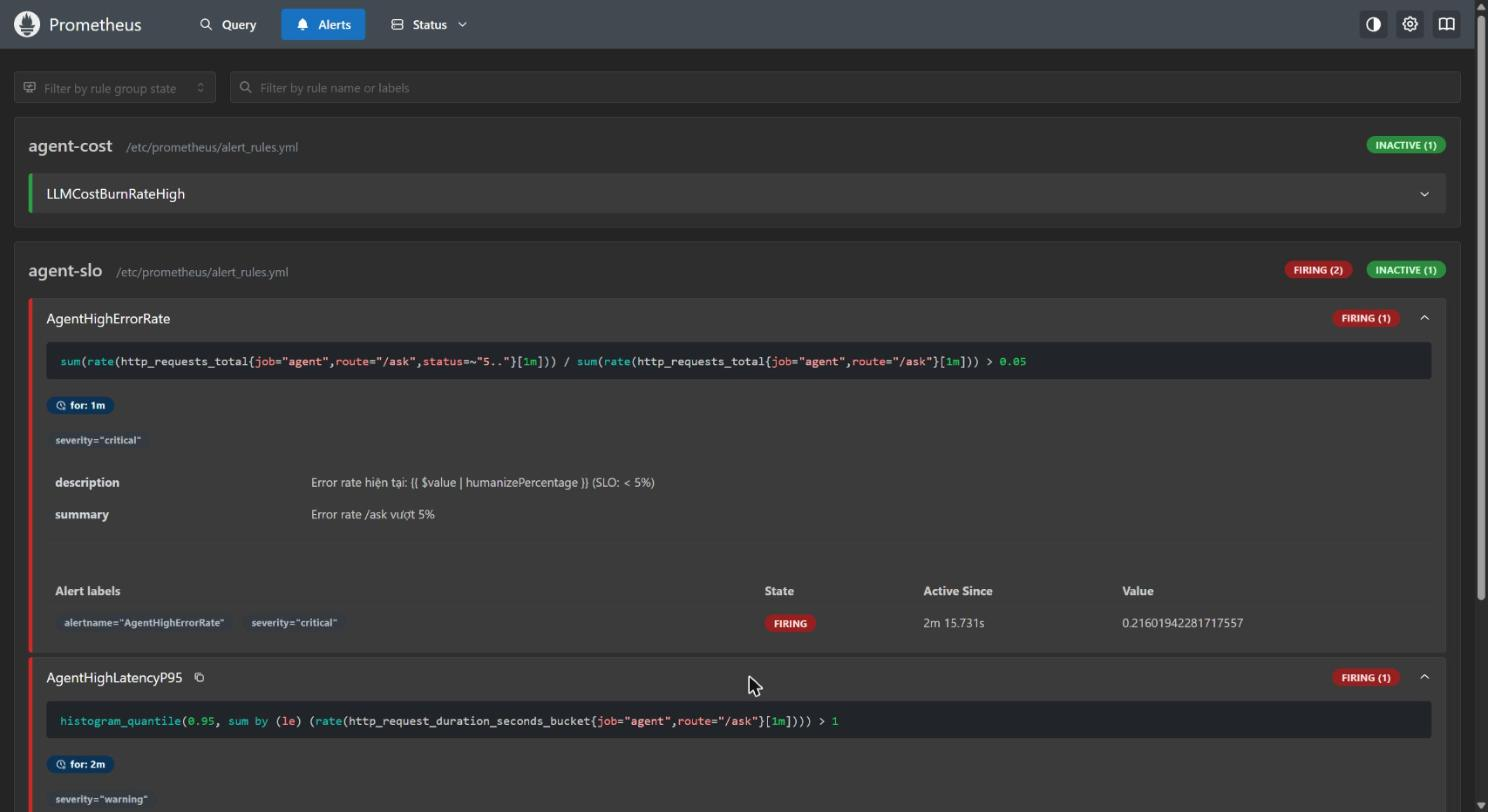 Prometheus Query Alerts Status
Filter by rule group state Filter by rule name or labels
agent-cost /etc/prometheus/alert_rules.yml INACTIVE (1)
LLMCostBurnRateHigh
agent-slo /etc/prometheus/alert_rules.yml FIRING (2) INACTIVE (1)
AgentHighErrorRate FIRING (1)
sum(rate(http_requests_total{job="agent",route="/ask",status=~"5.."}[1m])) / sum(rate(http_requests_total{job="agent",route="/ask"}[1m])) > 0.05
for: 1m
severity="critical"
description Error rate hiện tại: {{ $value | humanizePercentage }} (SLO: < 5%)
summary Error rate /ask vượt 5%
Alert labels State Active Since Value
alertname="AgentHighErrorRate" severity="critical" FIRING 2m 15.731s 0.21601942281717557
AgentHighLatencyP95 FIRING (1)
histogram_quantile(0.95, sum by (le) (rate(http_request_duration_seconds_bucket{job="agent",route="/ask"}[1m]))) > 1
for: 2m
severity="warning"